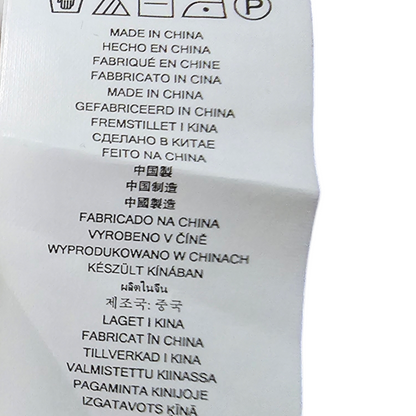 P
MADE IN CHINA
HECHO EN CHINA
FABRIQUÉ EN CHINE
FABBRICATO IN CINA
MADE IN CHINA
GEFABRICEERD IN CHINA
FREMSTILLET I KINA
СДЕЛАНО В КИТАЕ
FEITO NA CHINA
中国製
中国制造
中國製造
FABRICADO NA CHINA
VYROBENO V ČÍNĚ
WYPRODUKOWANO W CHINACH
KÉSZÜLT KÍNÁBAN
ผลิตในจีน
제조국: 중국
LAGET I KINA
FABRICAT ÎN CHINA
TILLVERKAD I KINA
VALMISTETTU KIINASSA
PAGAMINTA KINIJOJE
IZGATAVOTS ĶĪNĀ